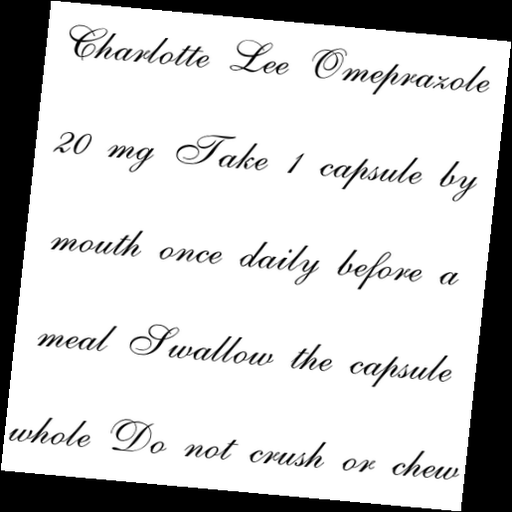 Charlotte Lee Omeprazole
20 mg Take 1 capsule by
mouth once daily before a
meal Swallow the capsule
whole Do not crush or chew